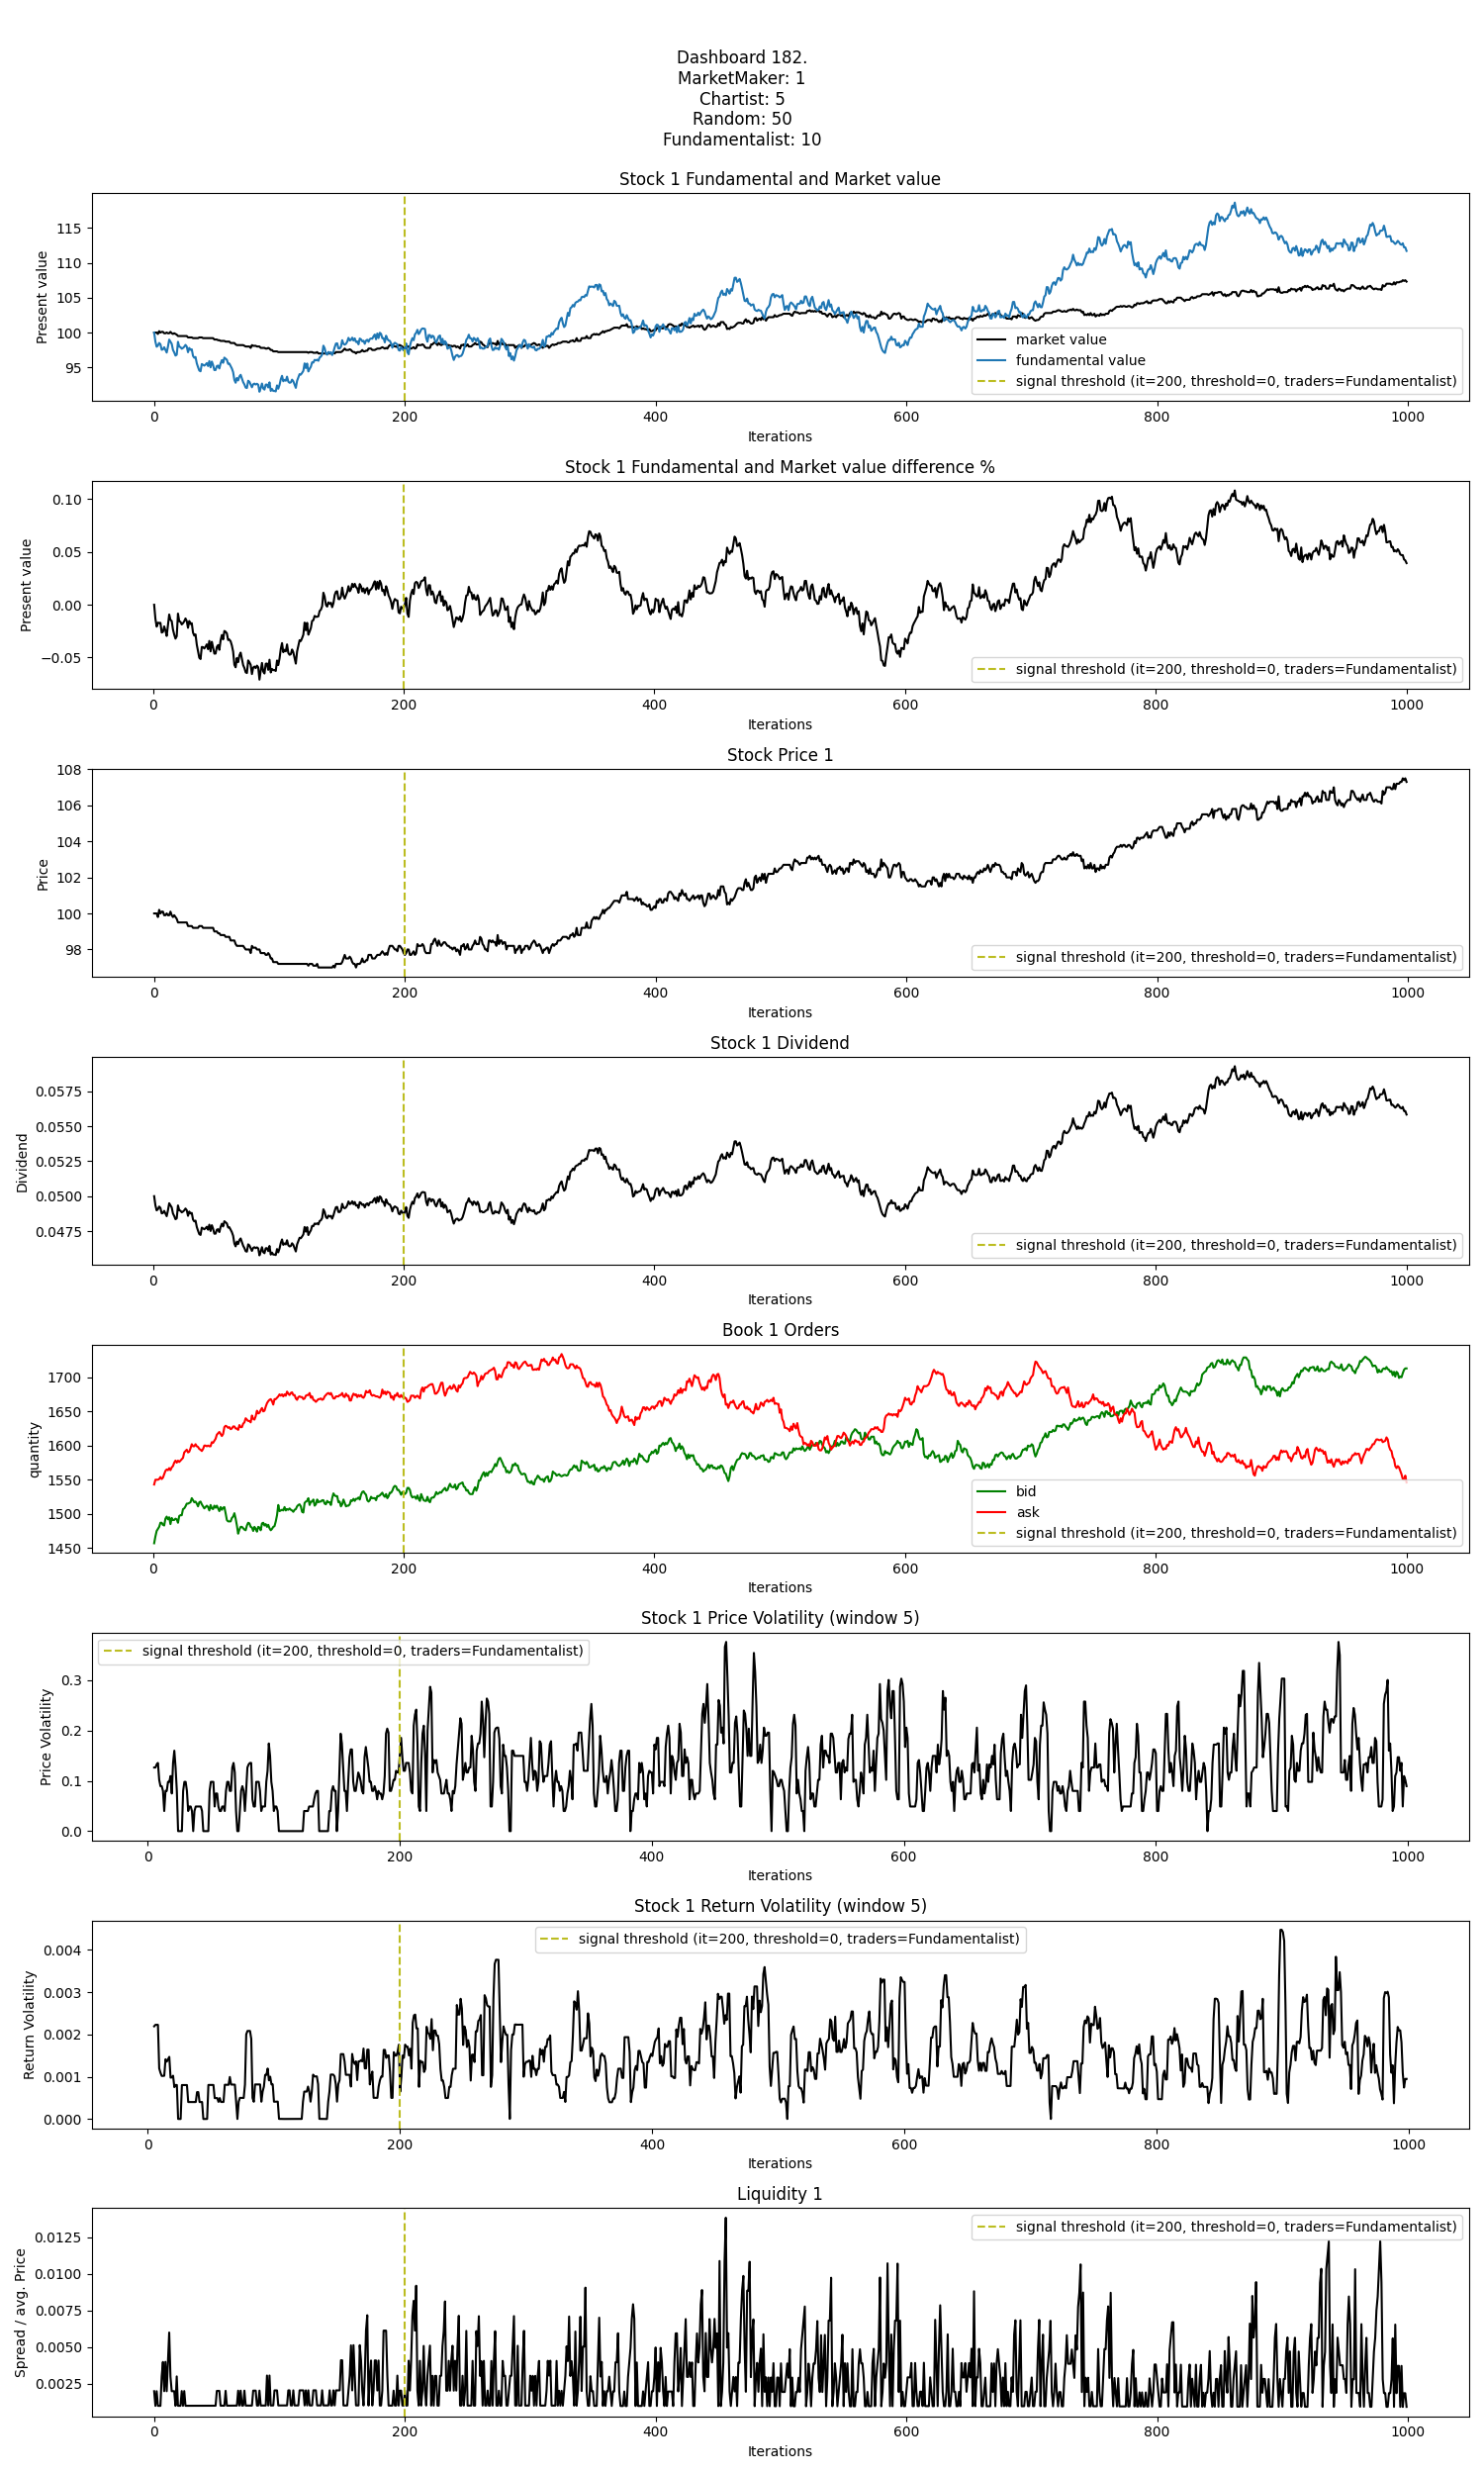 Dashboard 182.
MarketMaker: 1
Chartist: 5
Random: 50
Fundamentalist: 10
Stock 1 Fundamental and Market value
Present value
115
110
105
100
95
market value
fundamental value
signal threshold (it=200, threshold=0, traders=Fundamentalist)
0 200 400 600 800 1000
Iterations
Stock 1 Fundamental and Market value difference %
Present value
0.10
0.05
0.00
−0.05
signal threshold (it=200, threshold=0, traders=Fundamentalist)
0 200 400 600 800 1000
Iterations
Stock Price 1
Price
108
106
104
102
100
98
signal threshold (it=200, threshold=0, traders=Fundamentalist)
0 200 400 600 800 1000
Iterations
Stock 1 Dividend
Dividend
0.0575
0.0550
0.0525
0.0500
0.0475
signal threshold (it=200, threshold=0, traders=Fundamentalist)
0 200 400 600 800 1000
Iterations
Book 1 Orders
quantity
1700
1650
1600
1550
1500
1450
bid
ask
signal threshold (it=200, threshold=0, traders=Fundamentalist)
0 200 400 600 800 1000
Iterations
Stock 1 Price Volatility (window 5)
Price Volatility
signal threshold (it=200, threshold=0, traders=Fundamentalist)
0.3
0.2
0.1
0.0
0 200 400 600 800 1000
Iterations
Stock 1 Return Volatility (window 5)
Return Volatility
signal threshold (it=200, threshold=0, traders=Fundamentalist)
0.004
0.003
0.002
0.001
0.000
0 200 400 600 800 1000
Iterations
Liquidity 1
Spread / avg. Price
signal threshold (it=200, threshold=0, traders=Fundamentalist)
0.0125
0.0100
0.0075
0.0050
0.0025
0 200 400 600 800 1000
Iterations